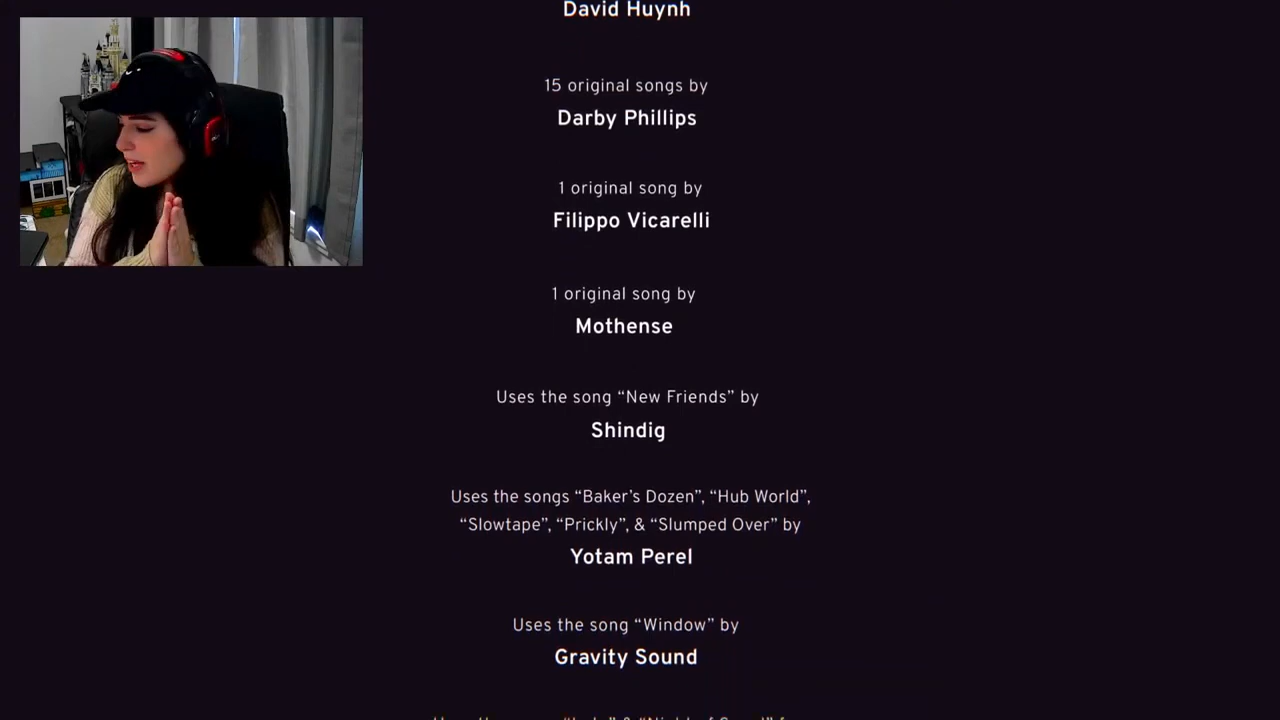 David Huynh
15 original songs by
Darby Phillips
1 original song by
Filippo Vicarelli
1 original song by
Mothense
Uses the song “New Friends” by
Shindig
Uses the songs “Baker’s Dozen”, “Hub World”,
“Slowtape”, “Prickly”, & “Slumped Over” by
Yotam Perel
Uses the song “Window” by
Gravity Sound